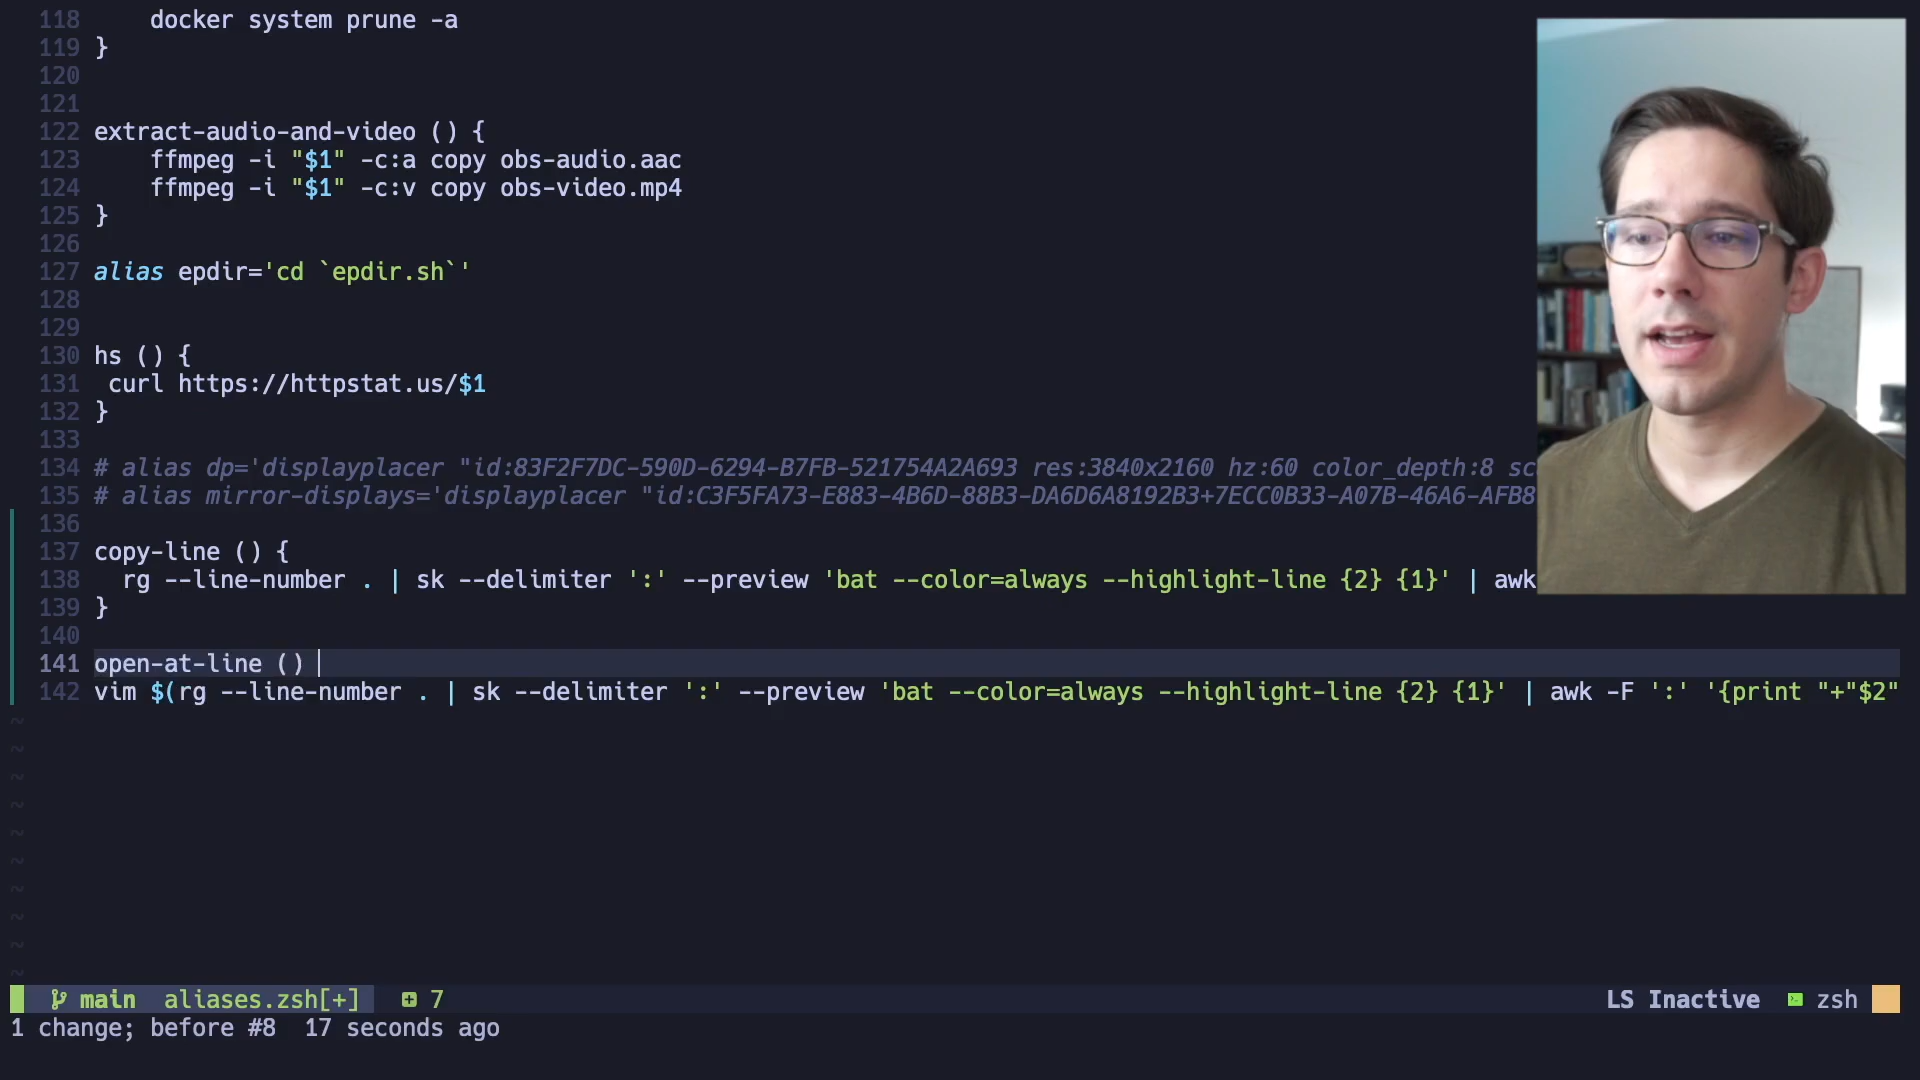 118 docker system prune -a
119 }
120
121
122 extract-audio-and-video () {
123 ffmpeg -i "$1" -c:a copy obs-audio.aac
124 ffmpeg -i "$1" -c:v copy obs-video.mp4
125 }
126
127 alias epdir='cd `epdir.sh`'
128
129
130 hs () {
131 curl https://httpstat.us/$1
132 }
133
134 # alias dp='displayplacer "id:83F2F7DC-590D-6294-B7FB-521754A2A693 res:3840x2160 hz:60 color_depth:8 sc
135 # alias mirror-displays='displayplacer "id:C3F5FA73-E883-4B6D-88B3-DA6D6A8192B3+7ECC0B33-A07B-46A6-AFB8
136
137 copy-line () {
138 rg --line-number . | sk --delimiter ':' --preview 'bat --color=always --highlight-line {2} {1}' | awk
139 }
140
141 open-at-line ()
142 vim $(rg --line-number . | sk --delimiter ':' --preview 'bat --color=always --highlight-line {2} {1}' | awk -F ':' '{print "+"$2"
~
~
~
~
~
~
~
~
~
~
main aliases.zsh[+] 7 LS Inactive zsh
1 change; before #8 17 seconds ago